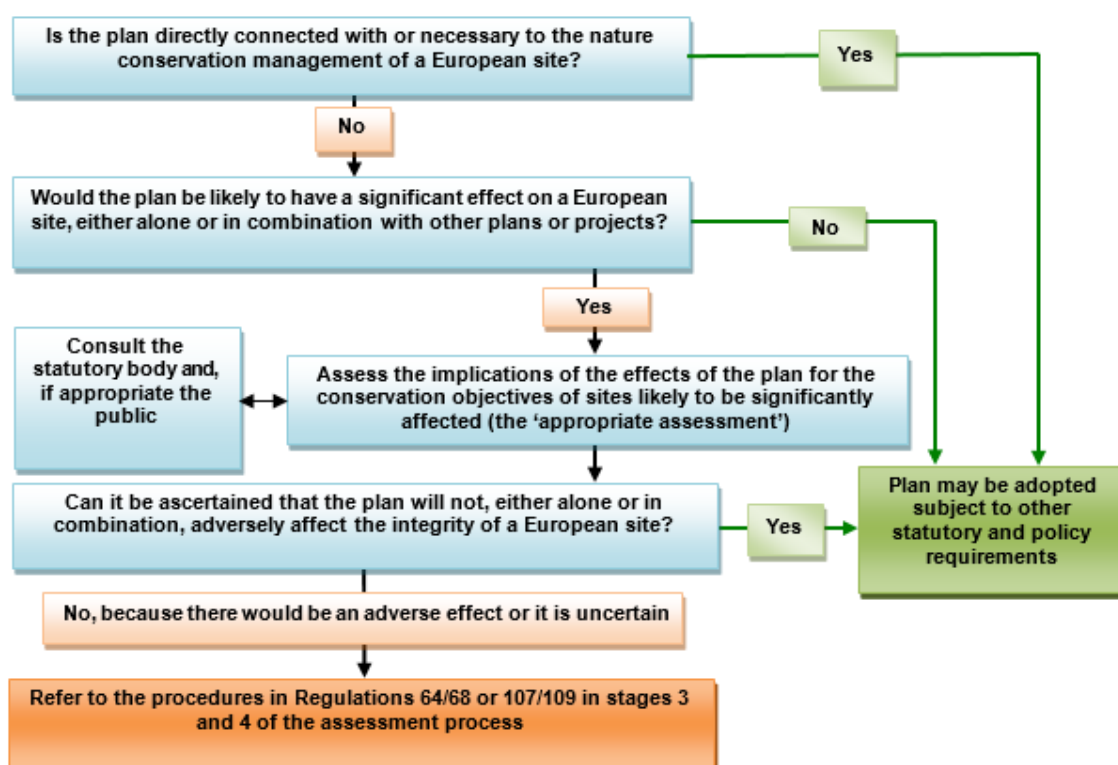 Is the plan directly connected with or necessary to the nature
conservation management of a European site?
Yes
No
Would the plan be likely to have a significant effect on a European
site, either alone or in combination with other plans or projects?
No
Yes
Consult the
statutory body and,
if appropriate the
public
Assess the implications of the effects of the plan for the
conservation objectives of sites likely to be significantly
affected (the ‘appropriate assessment’)
Can it be ascertained that the plan will not, either alone or in
combination, adversely affect the integrity of a European site?
Yes
Plan may be adopted
subject to other
statutory and policy
requirements
No, because there would be an adverse effect or it is uncertain
Refer to the procedures in Regulations 64/68 or 107/109 in stages 3
and 4 of the assessment process